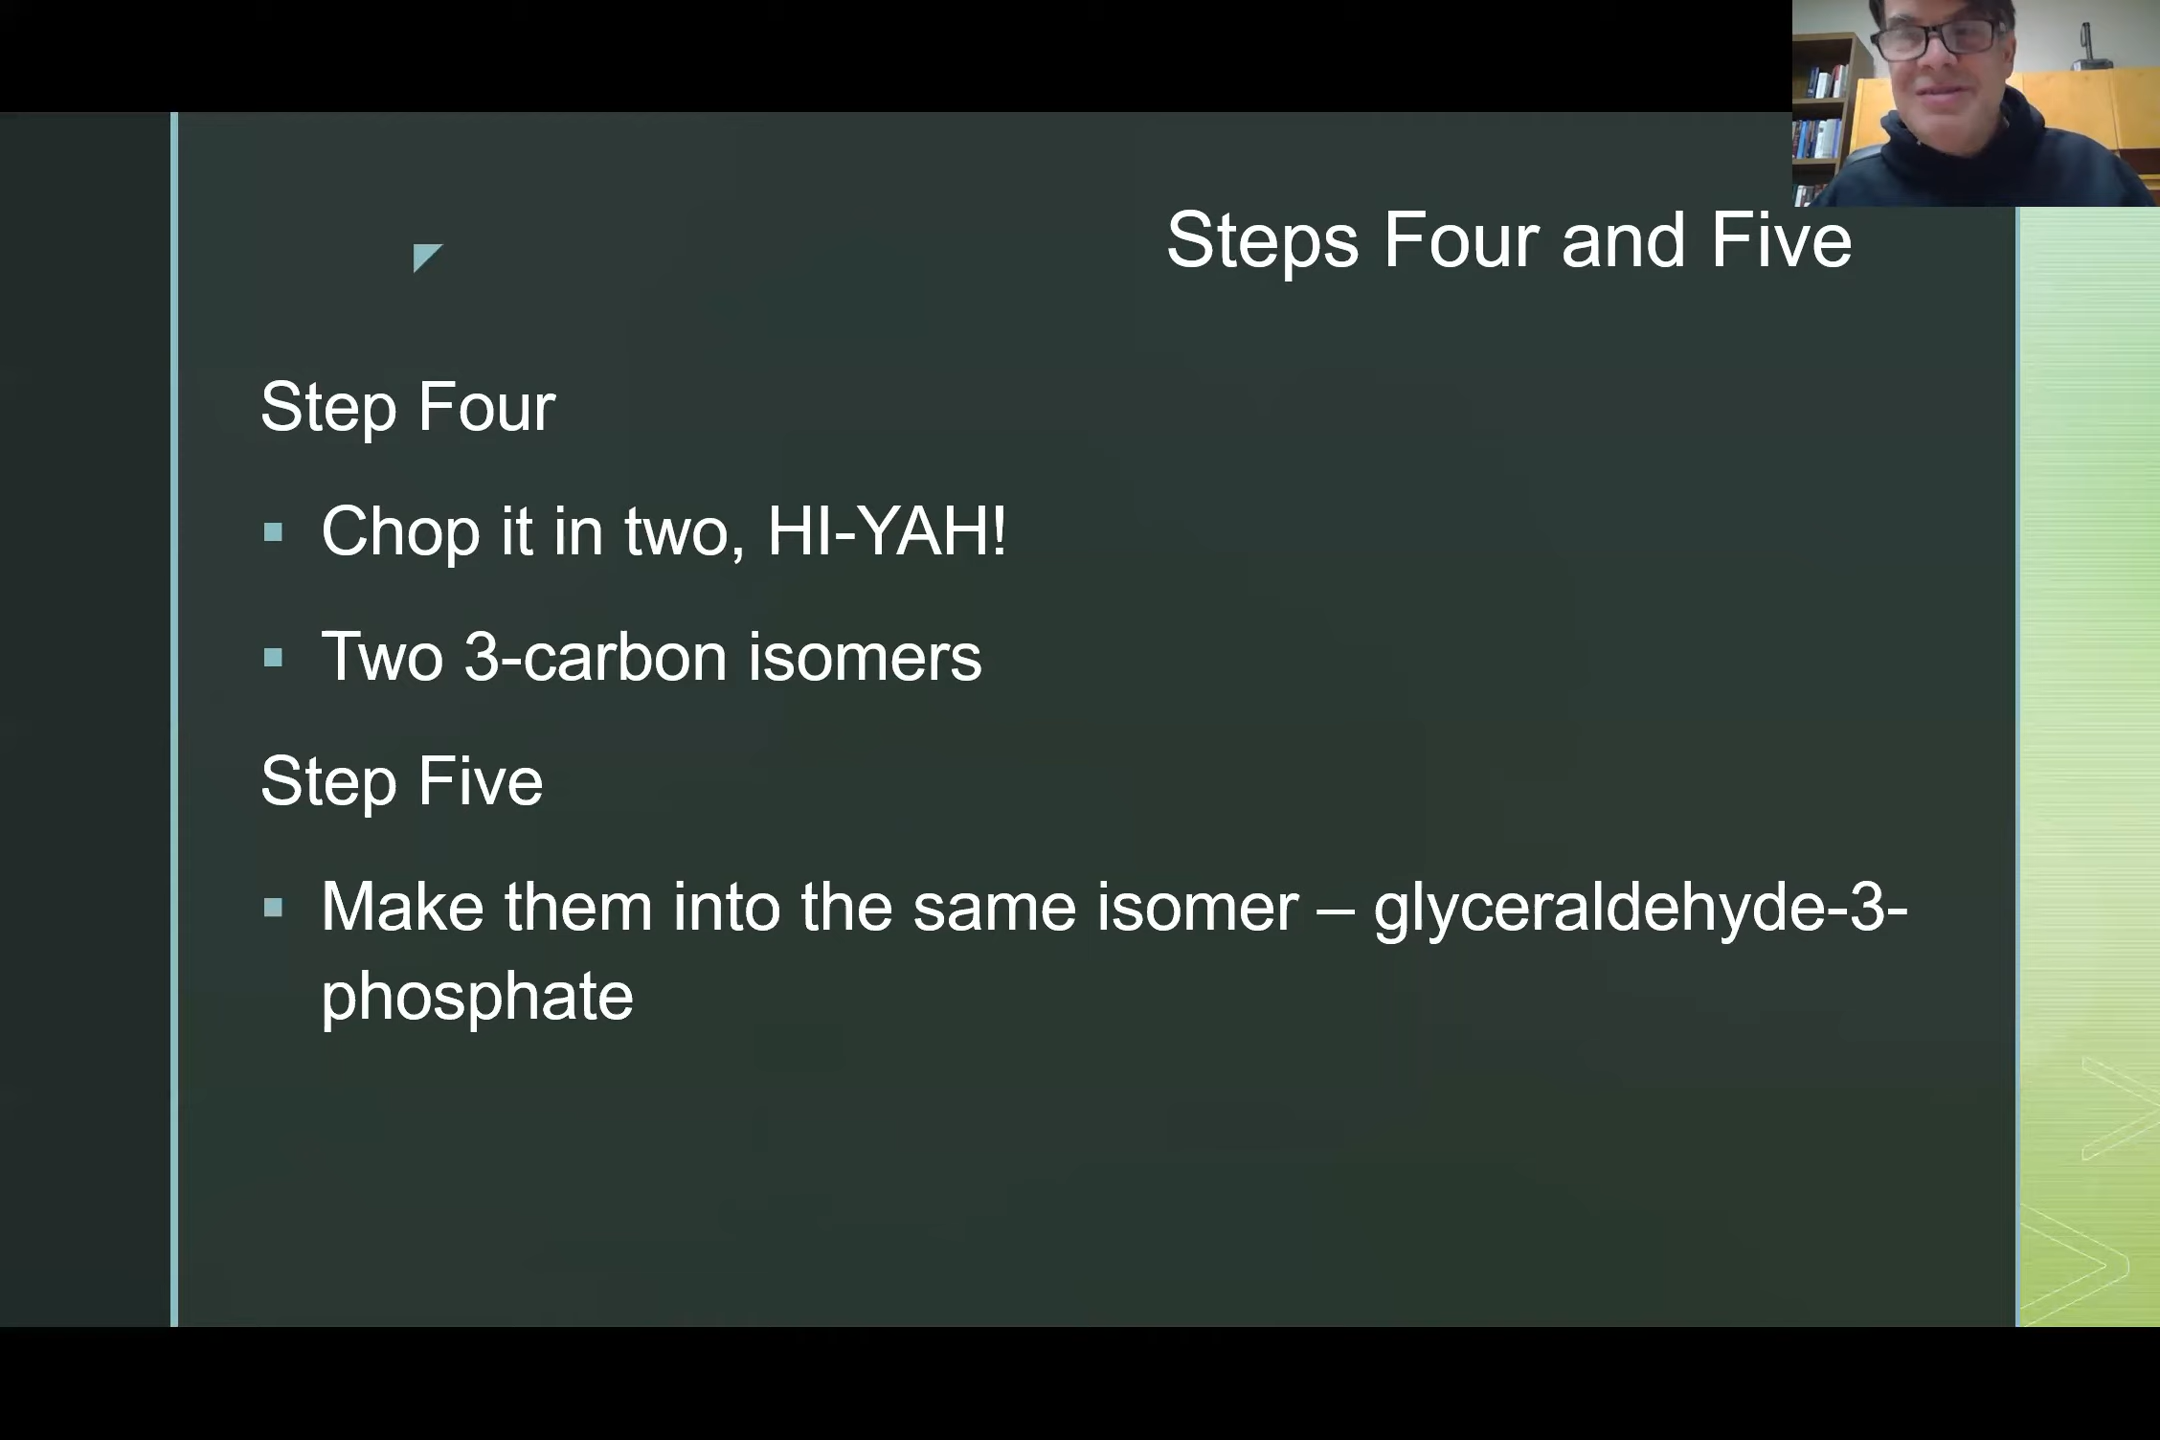 Steps Four and Five
Step Four
Chop it in two, HI-YAH!
Two 3-carbon isomers
Step Five
Make them into the same isomer – glyceraldehyde-3-
phosphate